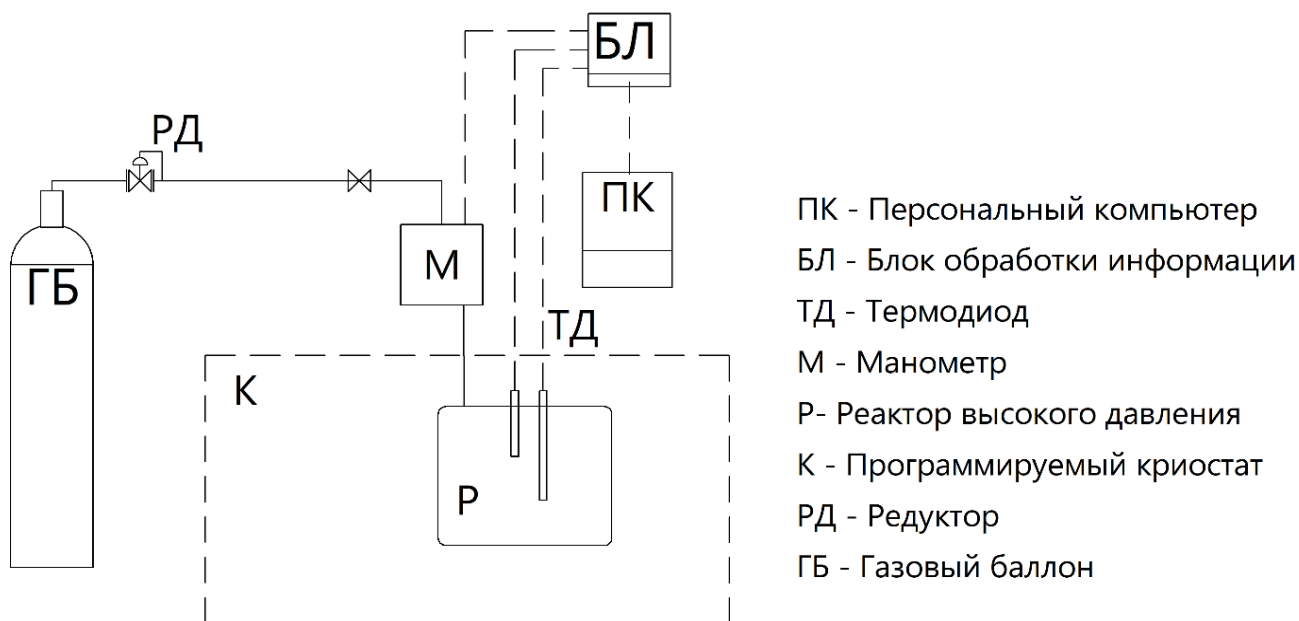 БЛ
РД
ПК
ГБ
М
ТД
К
Р
ПК - Персональный компьютер
БЛ - Блок обработки информации
ТД - Термодиод
М - Манометр
Р- Реактор высокого давления
К - Программируемый криостат
РД - Редуктор
ГБ - Газовый баллон